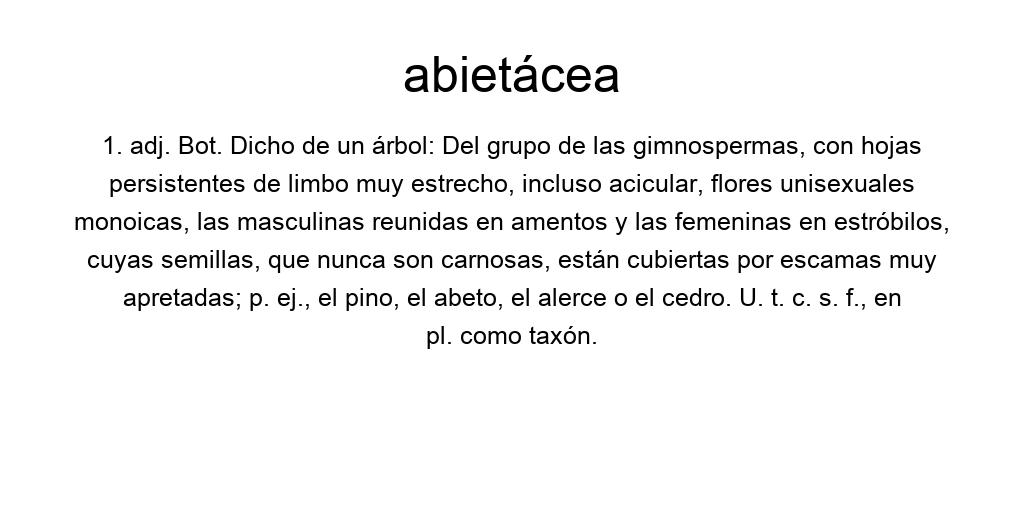 abietácea
1. adj. Bot. Dicho de un árbol: Del grupo de las gimnospermas, con hojas
persistentes de limbo muy estrecho, incluso acicular, flores unisexuales
monoicas, las masculinas reunidas en amentos y las femeninas en estróbilos,
cuyas semillas, que nunca son carnosas, están cubiertas por escamas muy
apretadas; p. ej., el pino, el abeto, el alerce o el cedro. U. t. c. s. f., en
pl. como taxón.